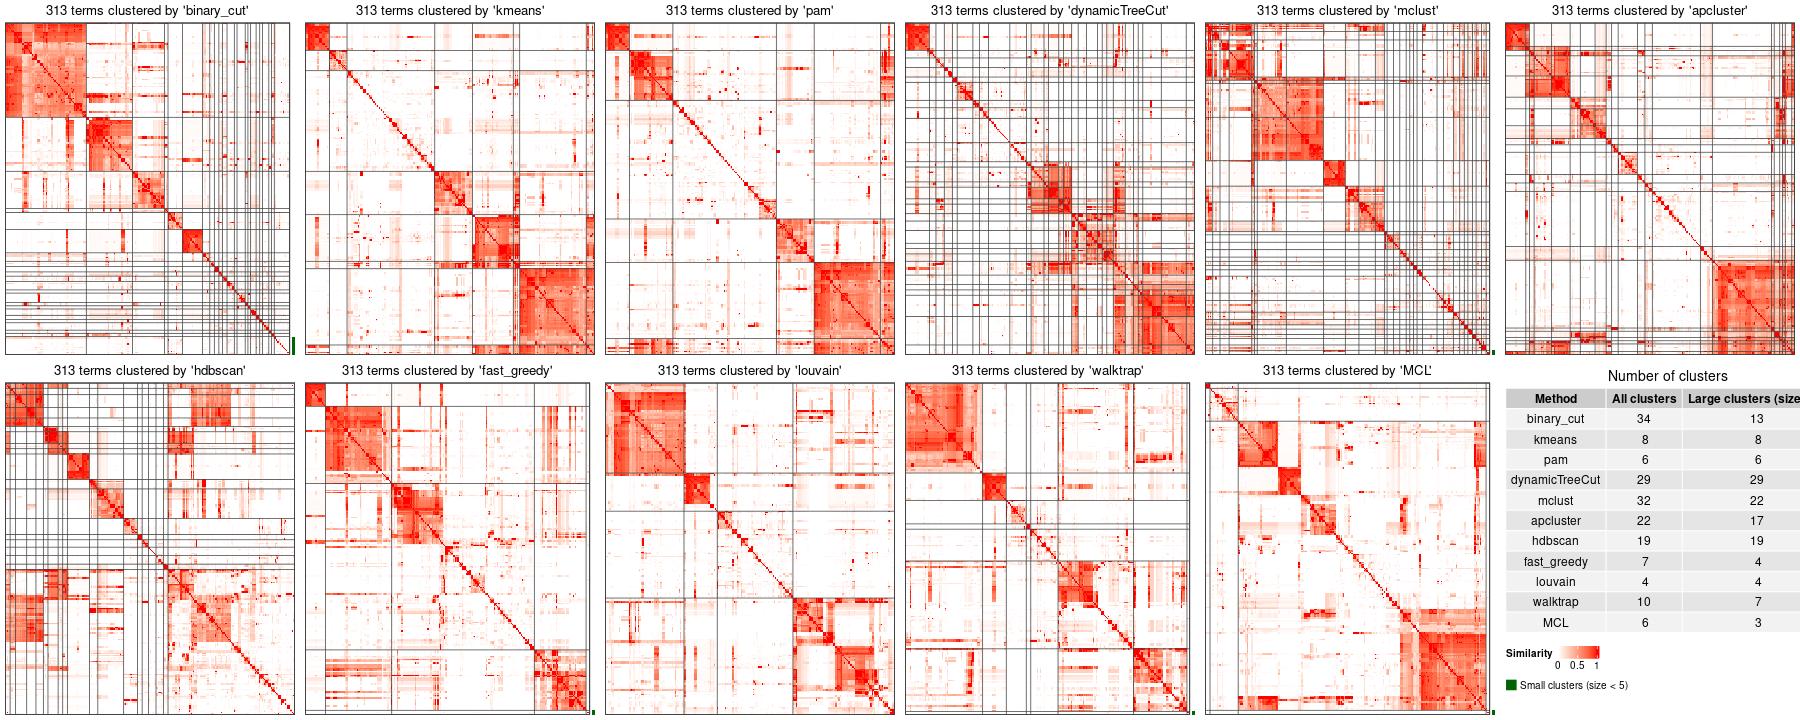 313 terms clustered by 'binary_cut'
313 terms clustered by 'kmeans'
313 terms clustered by 'pam'
313 terms clustered by 'dynamicTreeCut'
313 terms clustered by 'mclust'
313 terms clustered by 'apcluster'
313 terms clustered by 'hdbscan'
313 terms clustered by 'fast_greedy'
313 terms clustered by 'louvain'
313 terms clustered by 'walktrap'
313 terms clustered by 'MCL'
Number of clusters
Method All clusters Large clusters (size
binary_cut 34 13
kmeans 8 8
pam 6 6
dynamicTreeCut 29 29
mclust 32 22
apcluster 22 17
hdbscan 19 19
fast_greedy 7 4
louvain 4 4
walktrap 10 7
MCL 6 3
Similarity
0 0.5 1
Small clusters (size < 5)